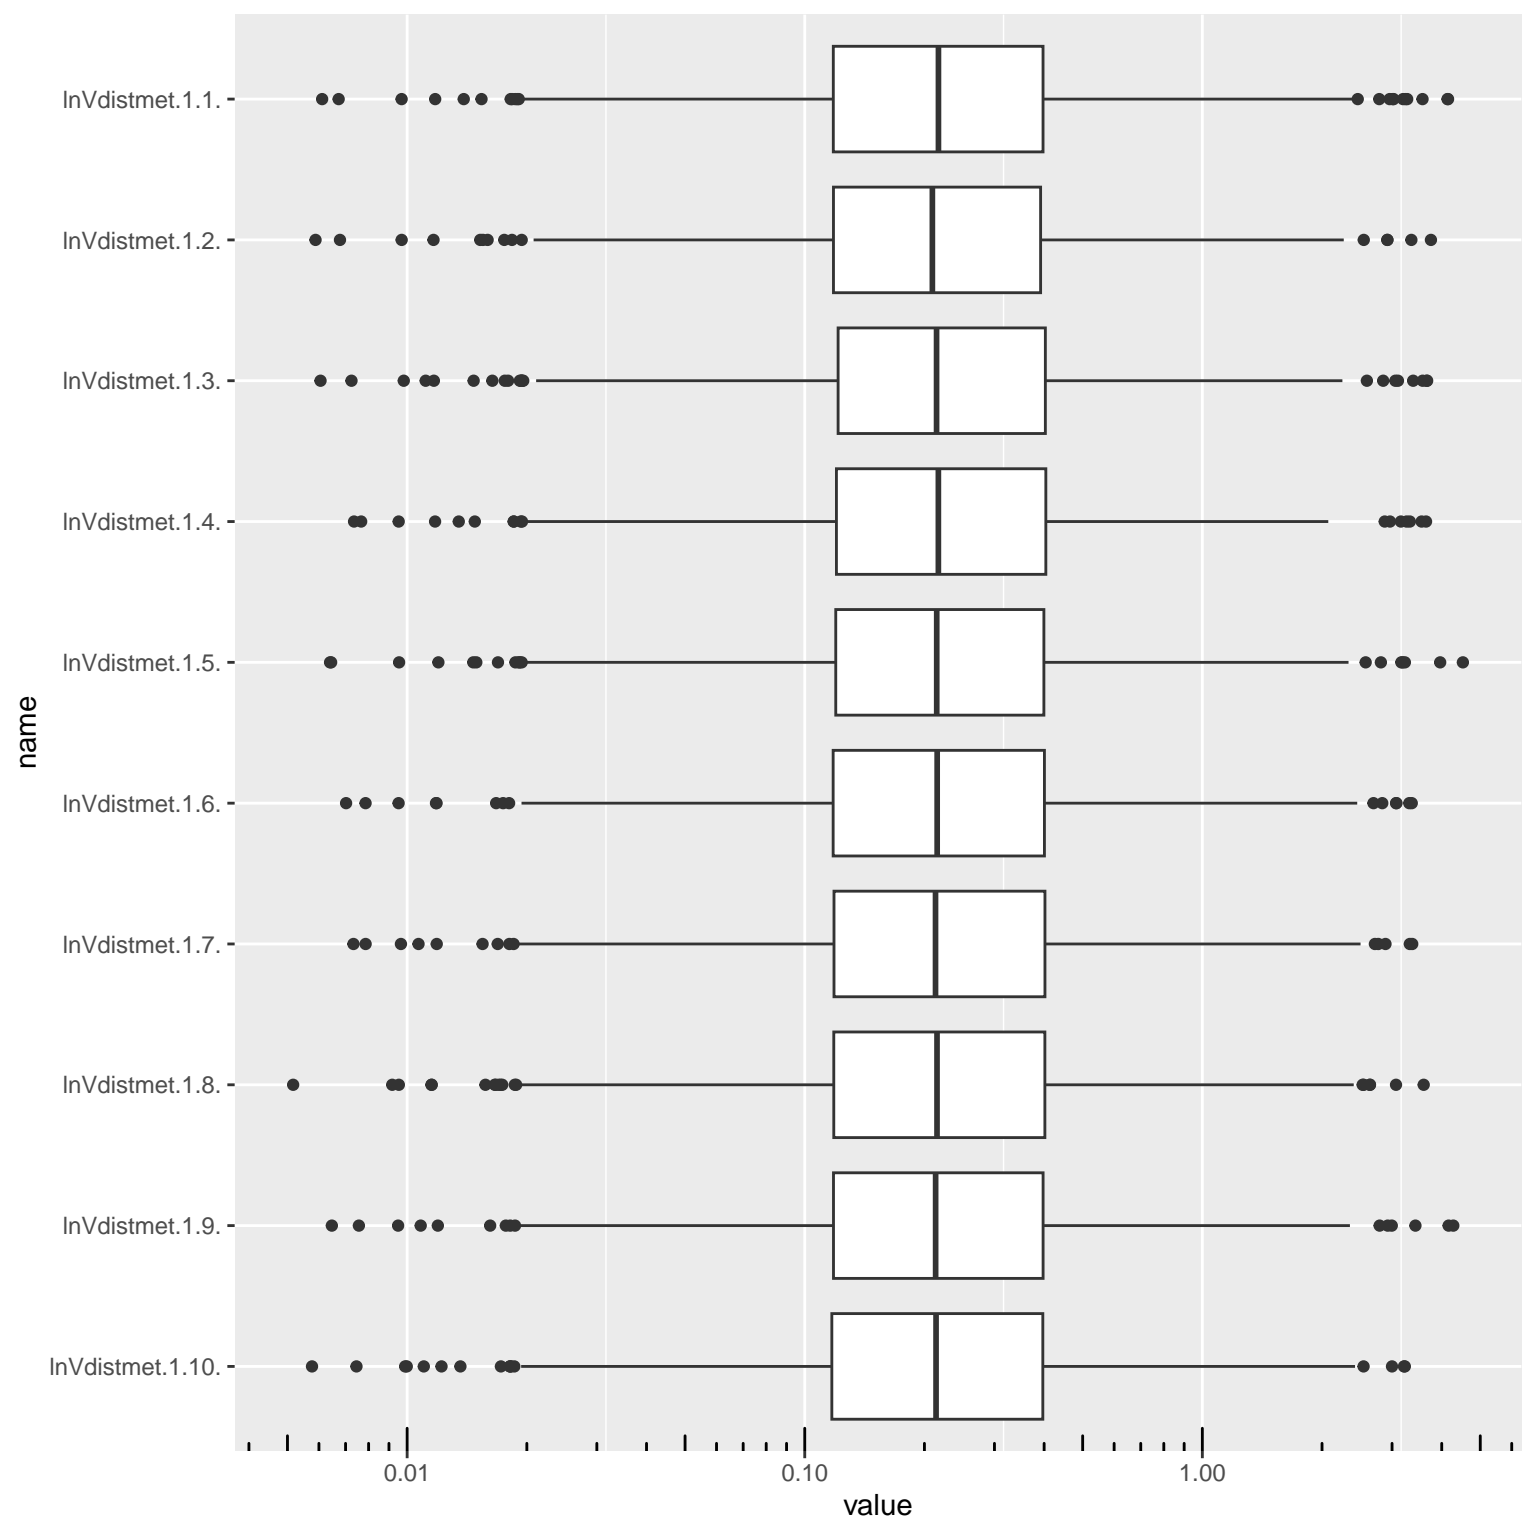 lnVdistmet.1.1.
lnVdistmet.1.2.
lnVdistmet.1.3.
lnVdistmet.1.4.
lnVdistmet.1.5.
lnVdistmet.1.6.
lnVdistmet.1.7.
lnVdistmet.1.8.
lnVdistmet.1.9.
lnVdistmet.1.10.
name
0.01 0.10 1.00
value